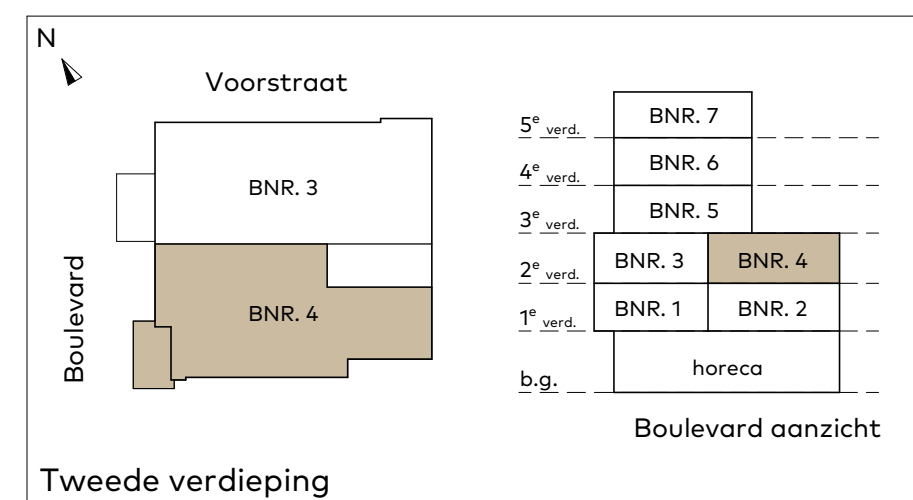 N
Voorstraat
BNR. 3
BNR. 4
Boulevard
Tweede verdieping
5e verd.
BNR. 7
4e verd.
BNR. 6
3e verd.
BNR. 5
2e verd.
BNR. 3
BNR. 4
1e verd.
BNR. 1
BNR. 2
b.g.
horeca
Boulevard aanzicht